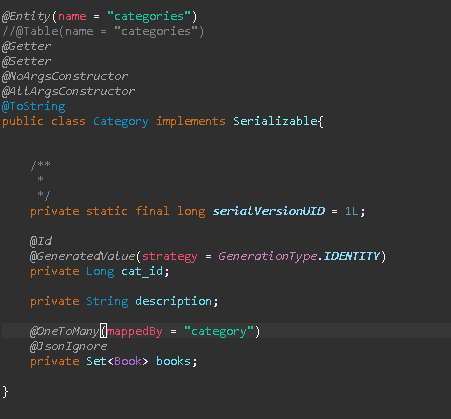 @Entity(name = "categories")
//@Table(name = "categories")
@Getter
@Setter
@NoArgsConstructor
@AllArgsConstructor
@ToString
public class Category implements Serializable{
/**
*
*/
private static final long serialVersionUID = 1L;
@Id
@GeneratedValue(strategy = GenerationType.IDENTITY)
private Long cat_id;
private String description;
@OneToMany(mappedBy = "category")
@JsonIgnore
private Set<Book> books;
}